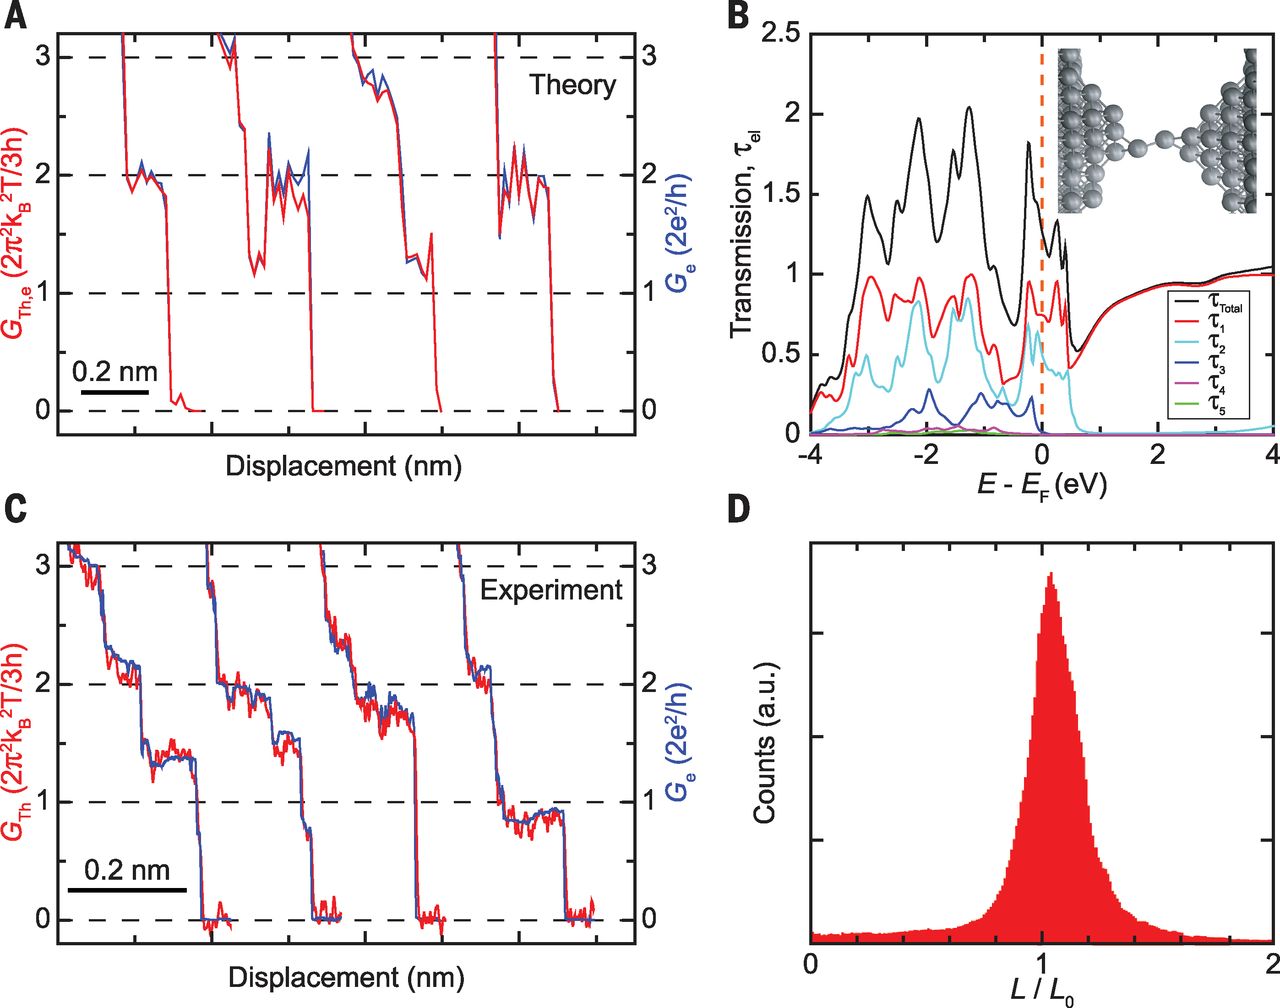 A
3
2
1
0
G_Th,e (2π²k_B²T/3h)
Theory
0.2 nm
3
2
1
0
G_e (2e²/h)
Displacement (nm)
B
2.5
2
1.5
1
0.5
0
Transmission, τ_el
τ_Total
τ_1
τ_2
τ_3
τ_4
τ_5
-4 -2 0 2 4
E - E_F (eV)
C
3
2
1
0
G_Th (2π²k_B²T/3h)
Experiment
0.2 nm
3
2
1
0
G_e (2e²/h)
Displacement (nm)
D
Counts (a.u.)
0 1 2
L / L_0